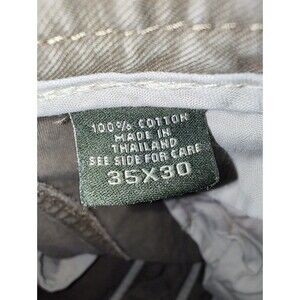 100% COTTON
MADE IN
THAILAND
SEE SIDE FOR CARE
35X30